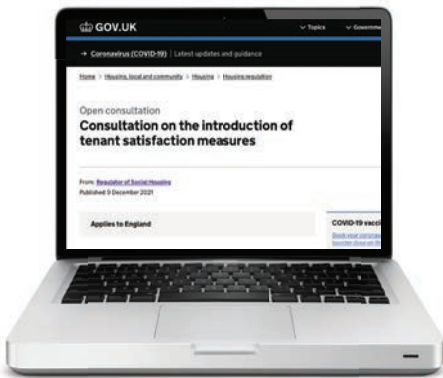 GOV.UK
Topics
Governme
→ Coronavirus (COVID-19) | Latest updates and guidance
Home > Housing, local and community > Housing > Housing regulation
Open consultation
Consultation on the introduction of
tenant satisfaction measures
From: Regulator of Social Housing
Published 9 December 2021
Applies to England
COVID-19 vacci